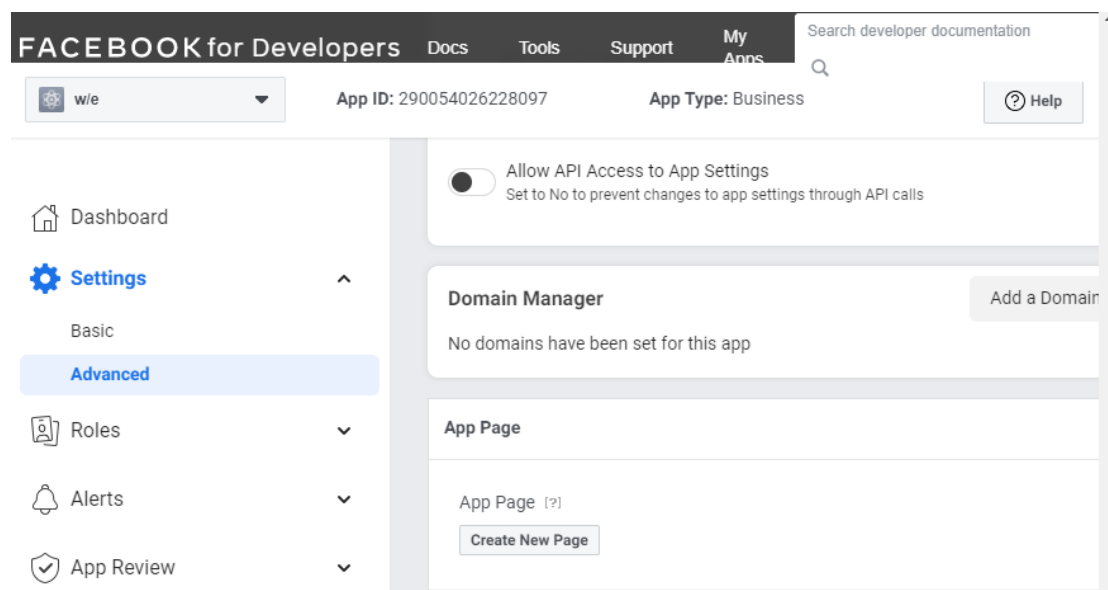 FACEBOOK for Developers Docs Tools Support My Apps Search developer documentation
w/e App ID: 290054026228097 App Type: Business ? Help
Allow API Access to App Settings
Set to No to prevent changes to app settings through API calls
Dashboard
Settings
Basic
Advanced
Roles
Alerts
App Review
Domain Manager Add a Domain
No domains have been set for this app
App Page
App Page [?]
Create New Page